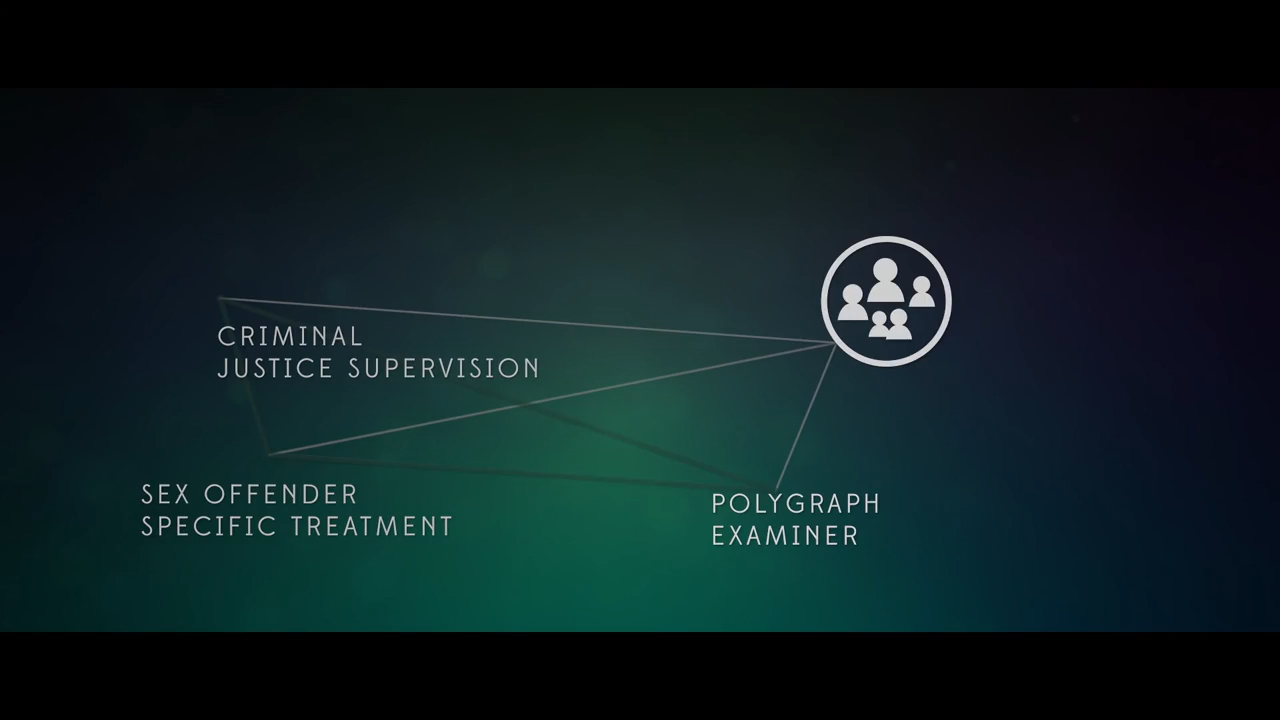 CRIMINAL
JUSTICE SUPERVISION
SEX OFFENDER
SPECIFIC TREATMENT
POLYGRAPH
EXAMINER